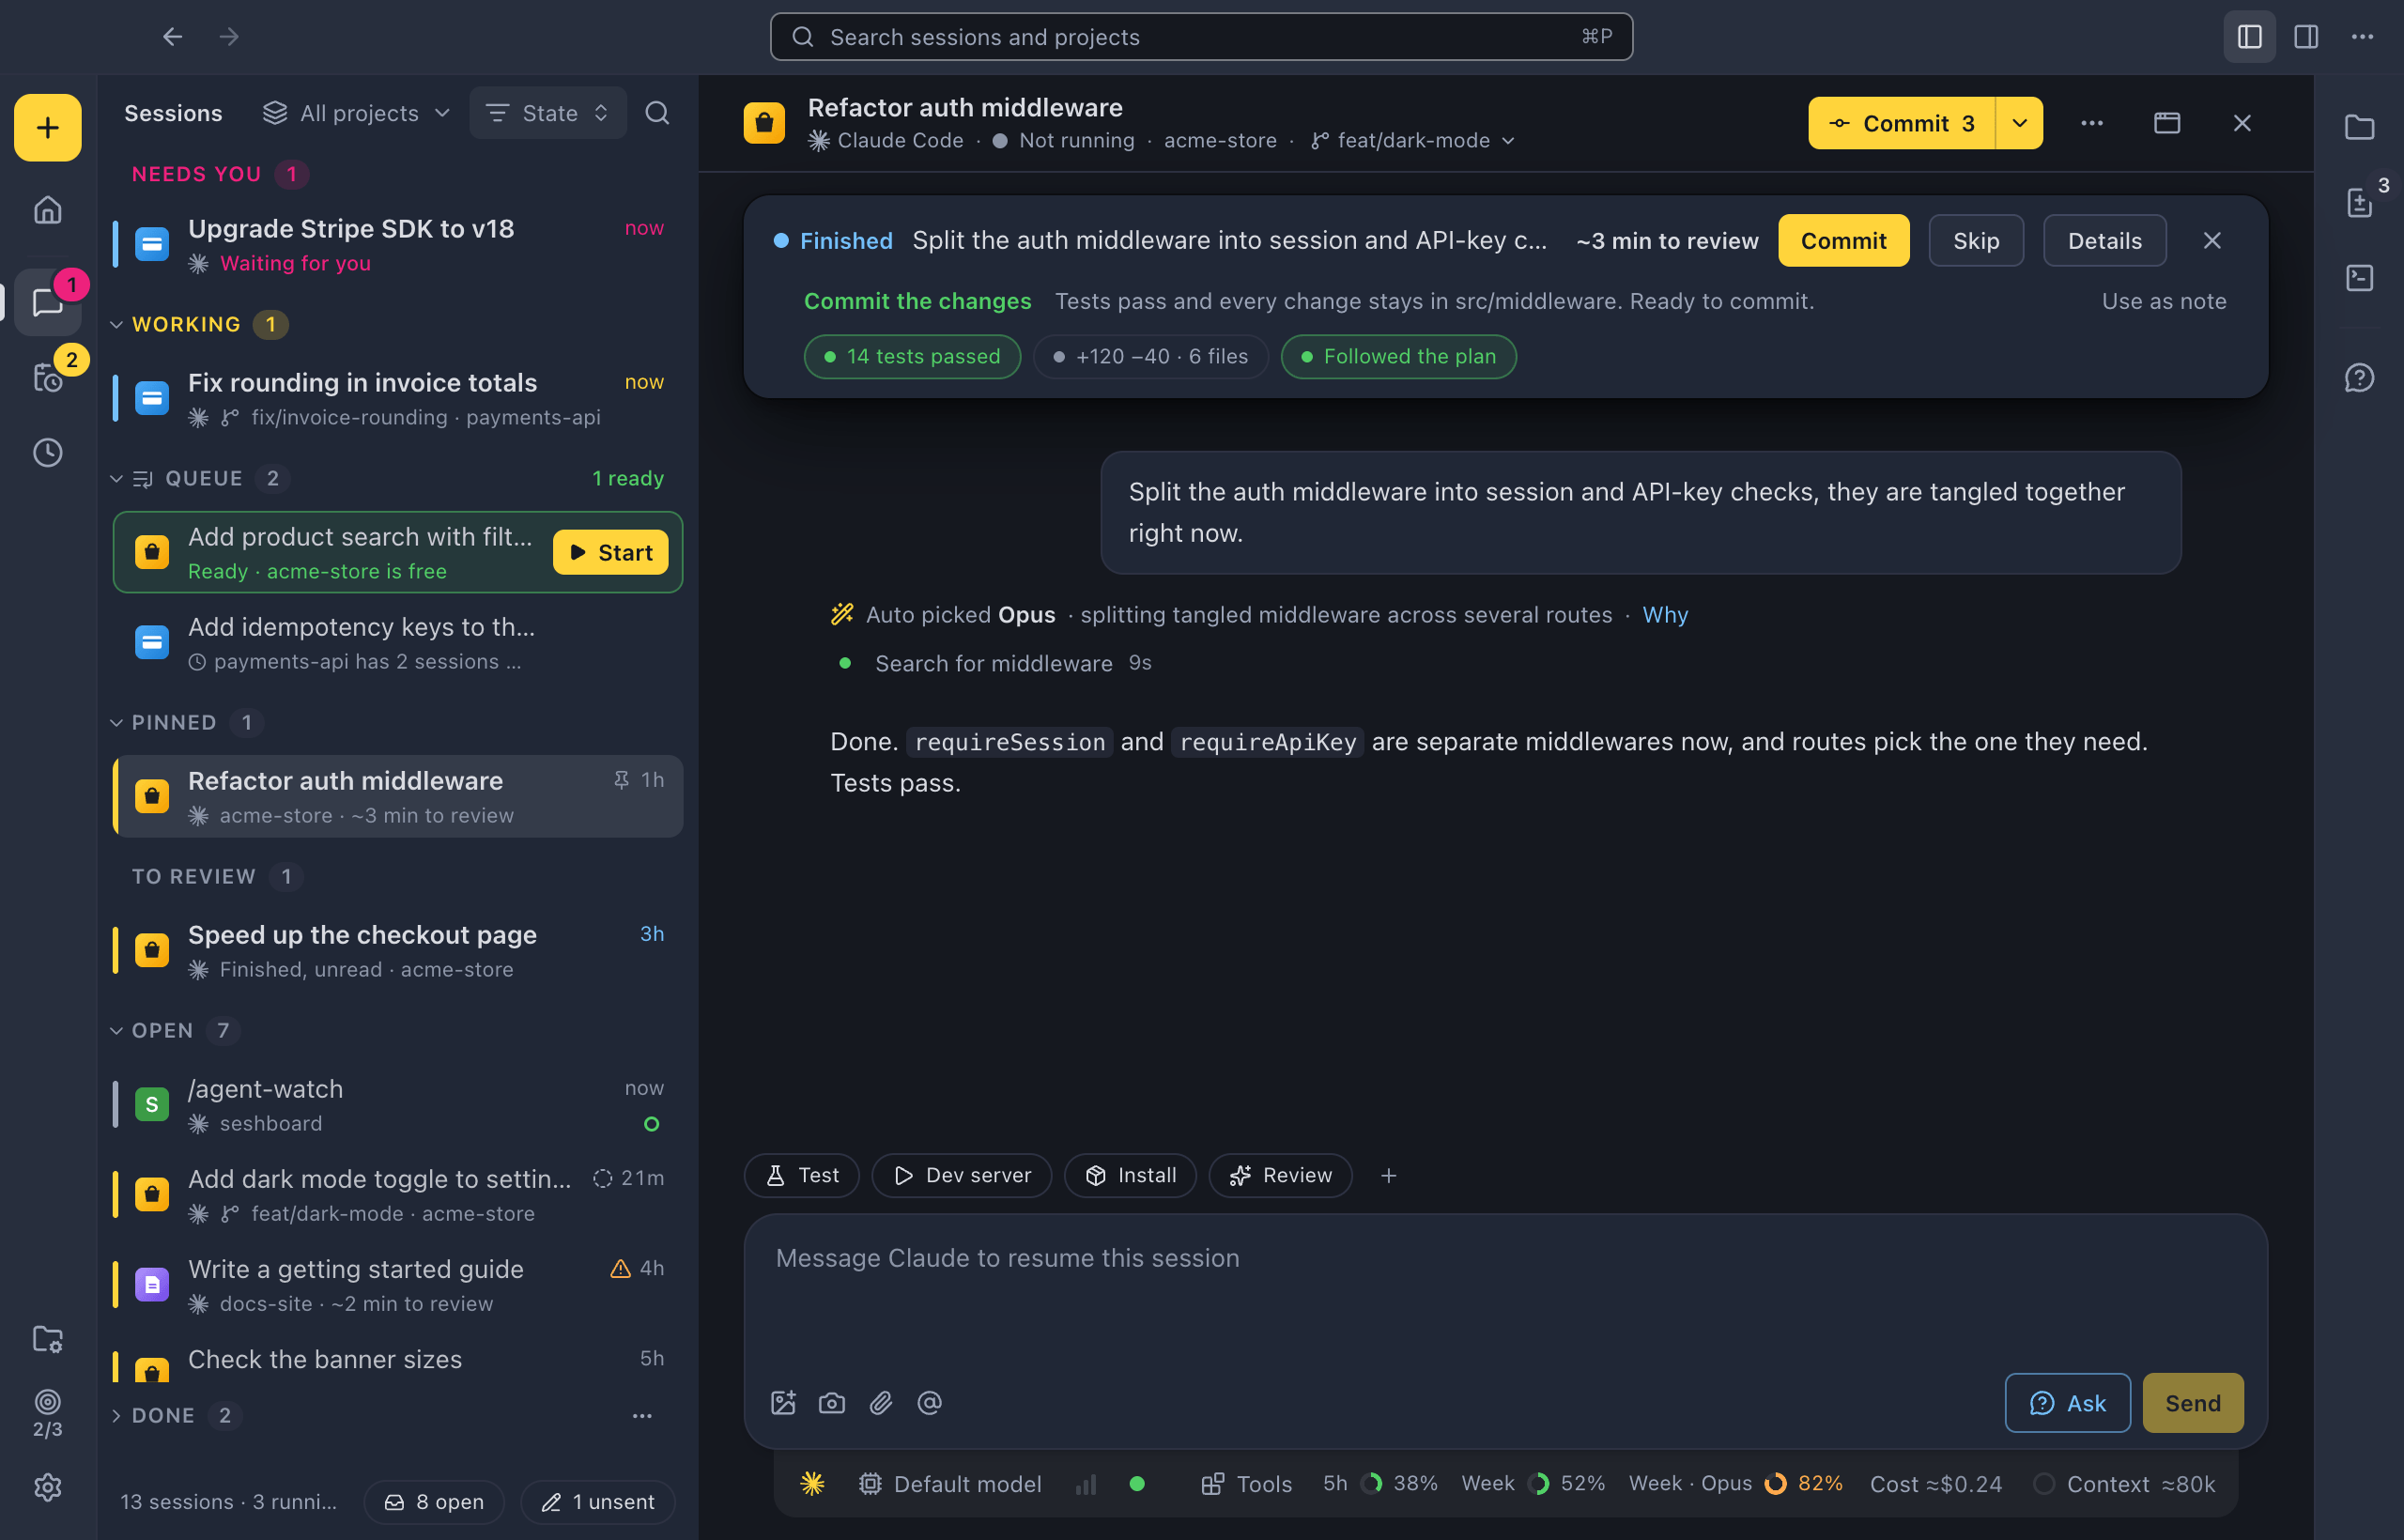 Search sessions and projects ⌘P
Sessions All projects State
NEEDS YOU 1
Upgrade Stripe SDK to v18 now
Waiting for you
1
WORKING 1
2
Fix rounding in invoice totals now
fix/invoice-rounding · payments-api
QUEUE 2 1 ready
Add product search with filt... Start
Ready · acme-store is free
Add idempotency keys to th...
payments-api has 2 sessions ...
PINNED 1
Refactor auth middleware 1h
acme-store · ~3 min to review
TO REVIEW 1
Speed up the checkout page 3h
Finished, unread · acme-store
OPEN 7
S /agent-watch now
seshboard
Add dark mode toggle to settin... 21m
feat/dark-mode · acme-store
Write a getting started guide 4h
docs-site · ~2 min to review
Check the banner sizes 5h
DONE 2
2/3
13 sessions · 3 runni... 8 open 1 unsent
Refactor auth middleware
Claude Code · Not running · acme-store · feat/dark-mode
Commit 3
3
Finished Split the auth middleware into session and API-key c... ~3 min to review Commit Skip Details
Commit the changes Tests pass and every change stays in src/middleware. Ready to commit. Use as note
14 tests passed +120 −40 · 6 files Followed the plan
Split the auth middleware into session and API-key checks, they are tangled together
right now.
Auto picked Opus · splitting tangled middleware across several routes · Why
Search for middleware 9s
Done. requireSession and requireApiKey are separate middlewares now, and routes pick the one they need.
Tests pass.
Test Dev server Install Review
Message Claude to resume this session
Ask Send
Default model Tools 5h 38% Week 52% Week · Opus 82% Cost ≈$0.24 Context ≈80k